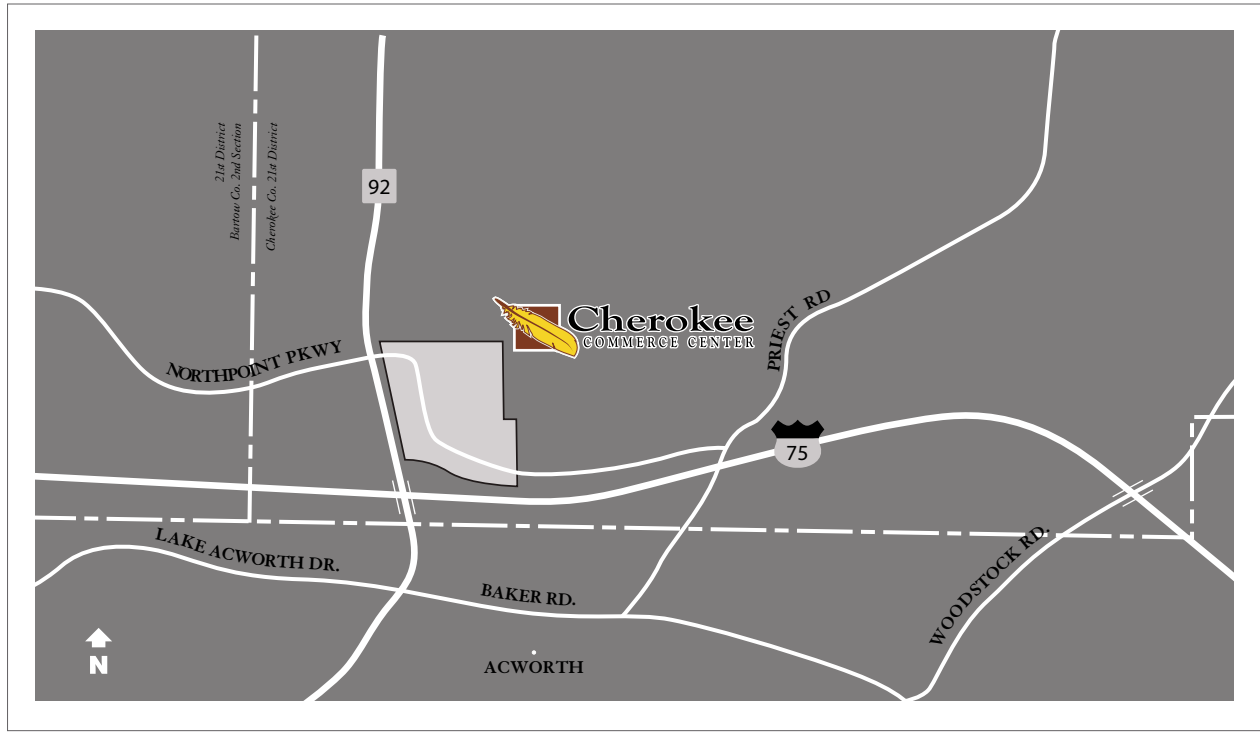 21st District
Bartow Co. 2nd Section
Cherokee Co. 21st District
92
Cherokee
COMMERCE CENTER
PRIEST RD
NORTHPOINT PKWY
75
LAKE ACWORTH DR.
BAKER RD.
WOODSTOCK RD.
ACWORTH
N